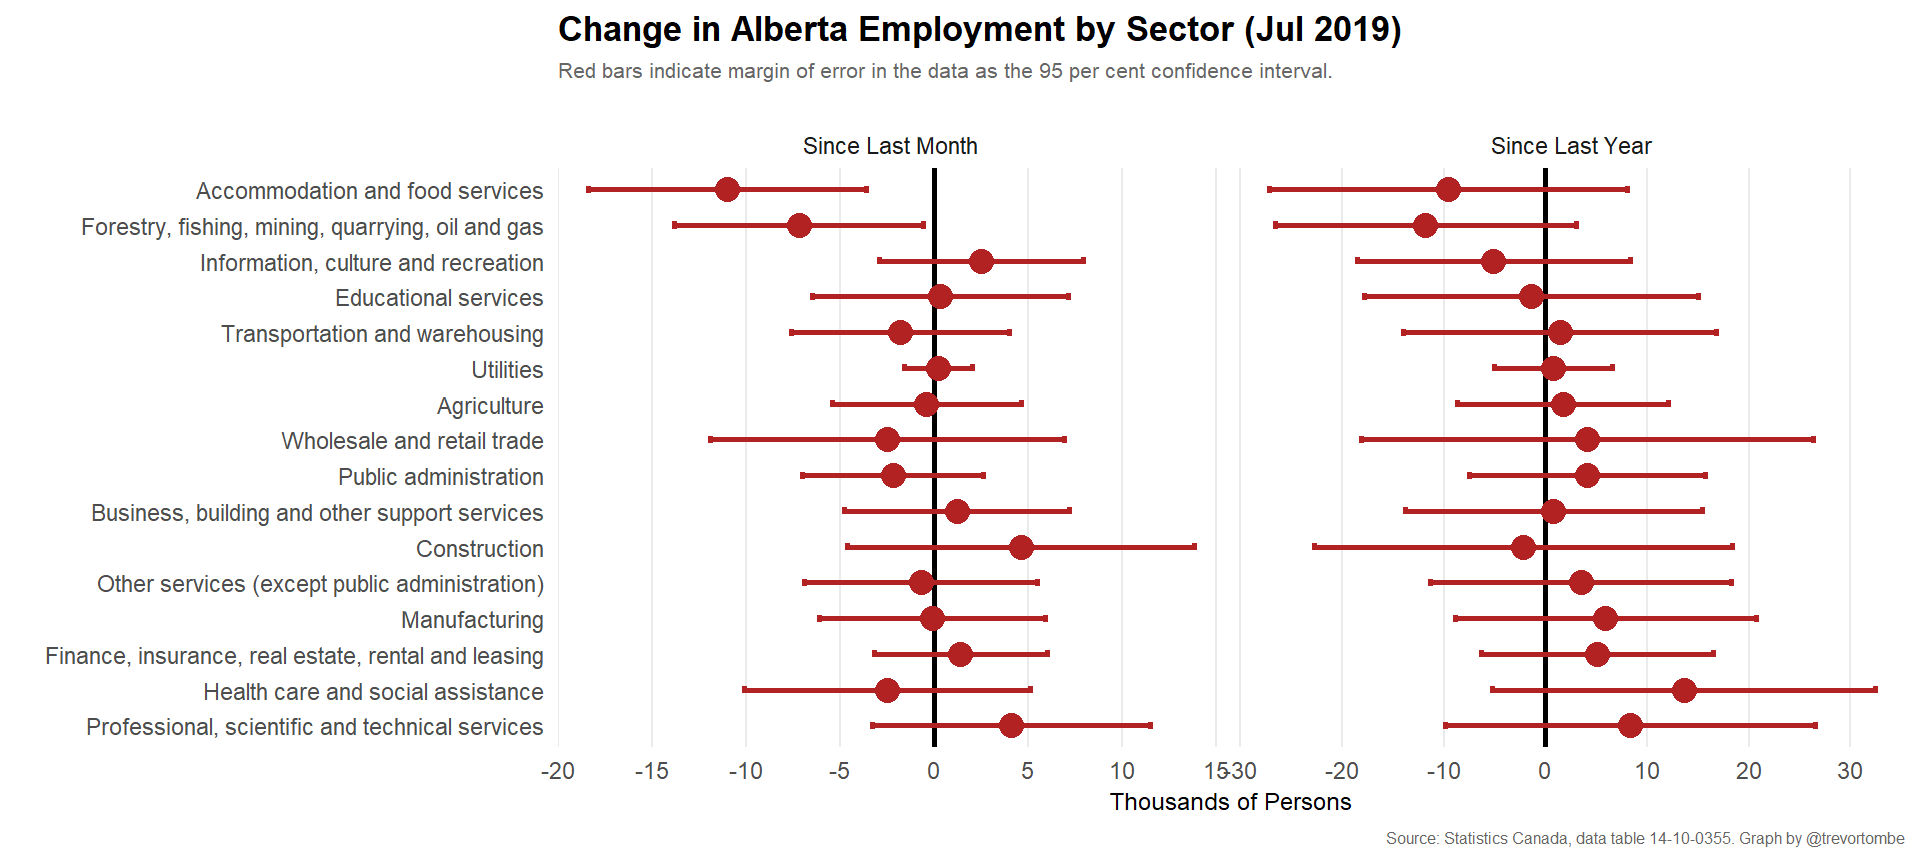 Change in Alberta Employment by Sector (Jul 2019)
Red bars indicate margin of error in the data as the 95 per cent confidence interval.
Since Last Month
Since Last Year
Accommodation and food services
Forestry, fishing, mining, quarrying, oil and gas
Information, culture and recreation
Educational services
Transportation and warehousing
Utilities
Agriculture
Wholesale and retail trade
Public administration
Business, building and other support services
Construction
Other services (except public administration)
Manufacturing
Finance, insurance, real estate, rental and leasing
Health care and social assistance
Professional, scientific and technical services
-20 -15 -10 -5 0 5 10 15
-30 -20 -10 0 10 20 30
Thousands of Persons
Source: Statistics Canada, data table 14-10-0355. Graph by @trevortombe